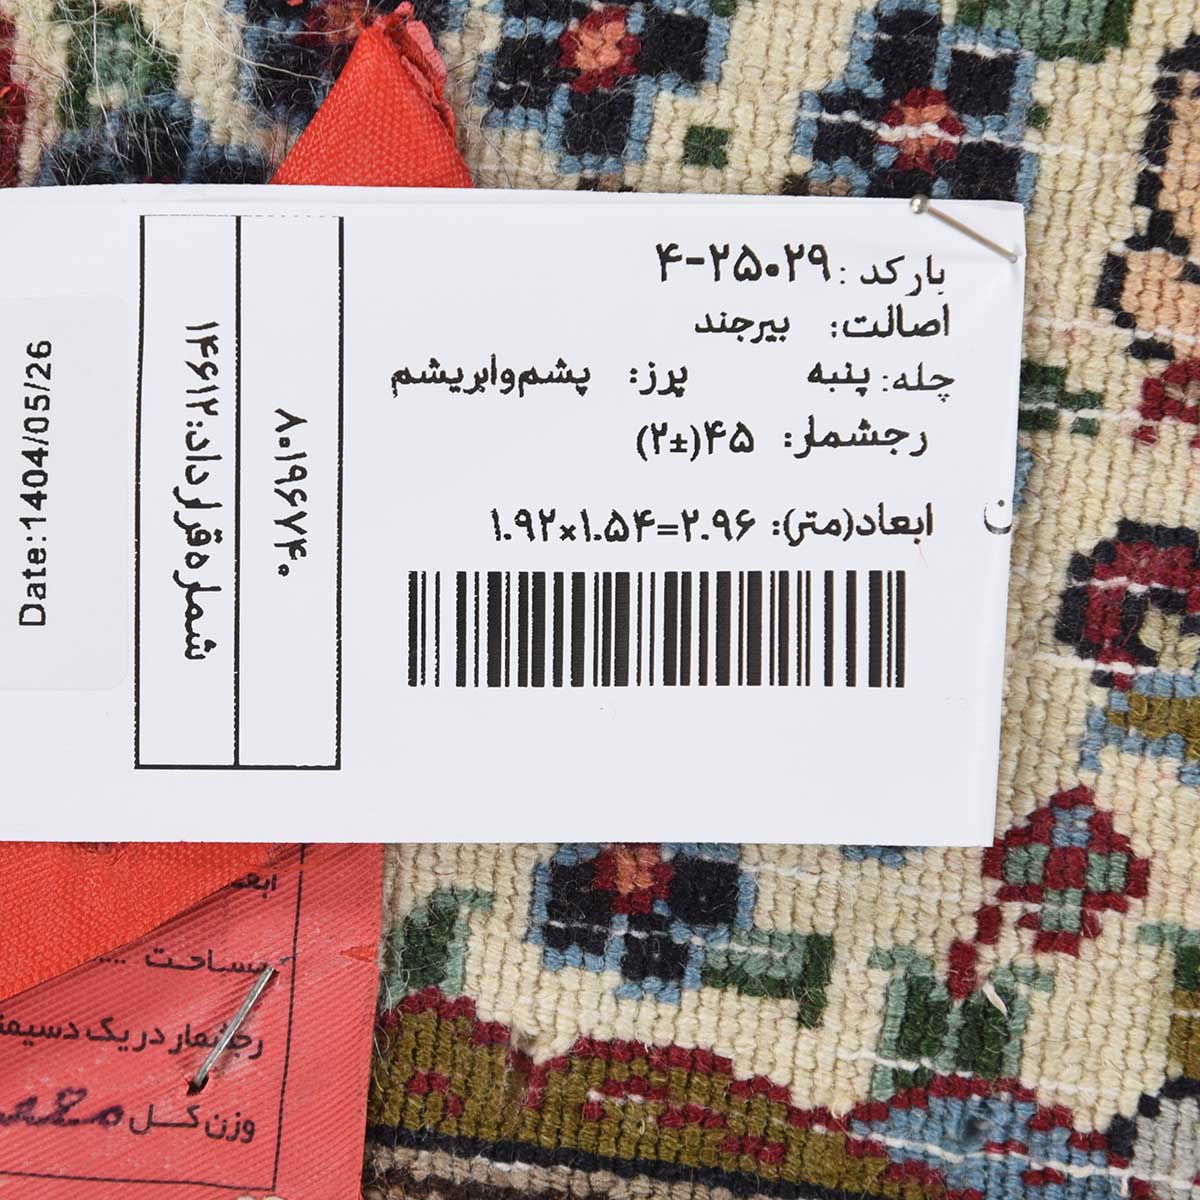 بارکد: ۲۵۰۲۹-۴
اصالت: بیرجند
چله: پنبه پرز: پشم‌وابریشم
رجشمار: ۴۵(±۲)
ابعاد(متر): ۱.۹۲×۱.۵۴=۲.۹۶
۸۰۱۹۶۷۴۰
شماره قرارداد:۱۴۶۱۲
Date:1404/05/26
مساحت ....
رجشمار در یک
وزن کل